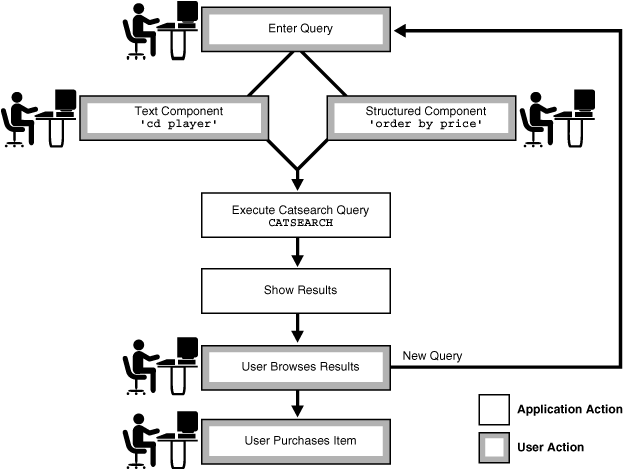 Enter Query
Text Component
'cd player'
Structured Component
'order by price'
Execute Catsearch Query
CATSEARCH
Show Results
User Browses Results
New Query
User Purchases Item
Application Action
User Action